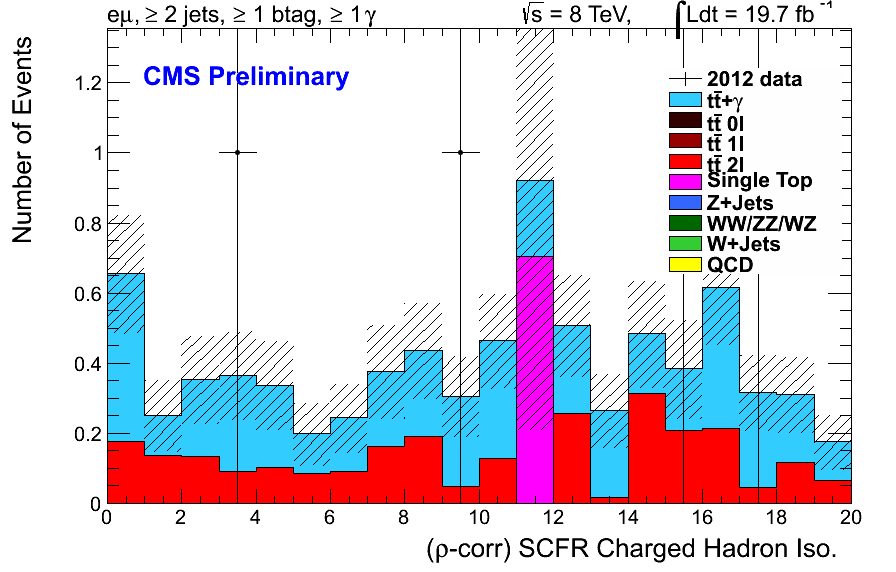 eμ, ≥ 2 jets, ≥ 1 btag, ≥ 1 γ
√s = 8 TeV, ∫Ldt = 19.7 fb⁻¹
CMS Preliminary
Number of Events
1.2
1
0.8
0.6
0.4
0.2
0
2012 data
tt̄+γ
tt̄ 0l
tt̄ 1l
tt̄ 2l
Single Top
Z+Jets
WW/ZZ/WZ
W+Jets
QCD
0 2 4 6 8 10 12 14 16 18 20
(ρ-corr) SCFR Charged Hadron Iso.